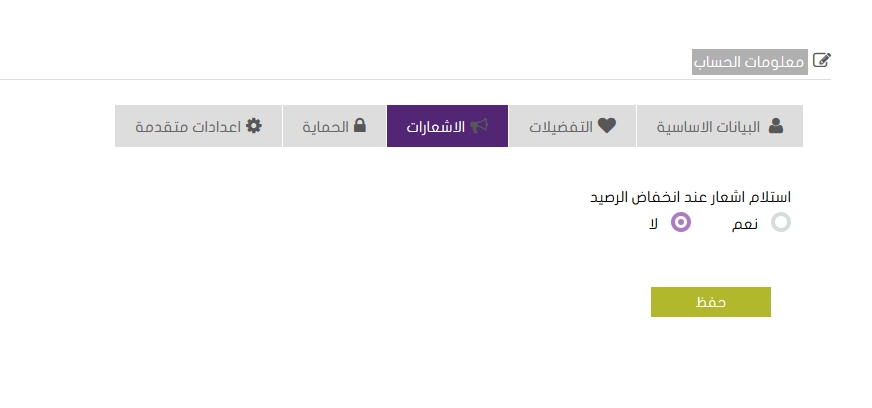 معلومات الحساب
البيانات الاساسية التفضيلات الاشعارات الحماية اعدادات متقدمة
استلام اشعار عند انخفاض الرصيد
نعم لا
حفظ